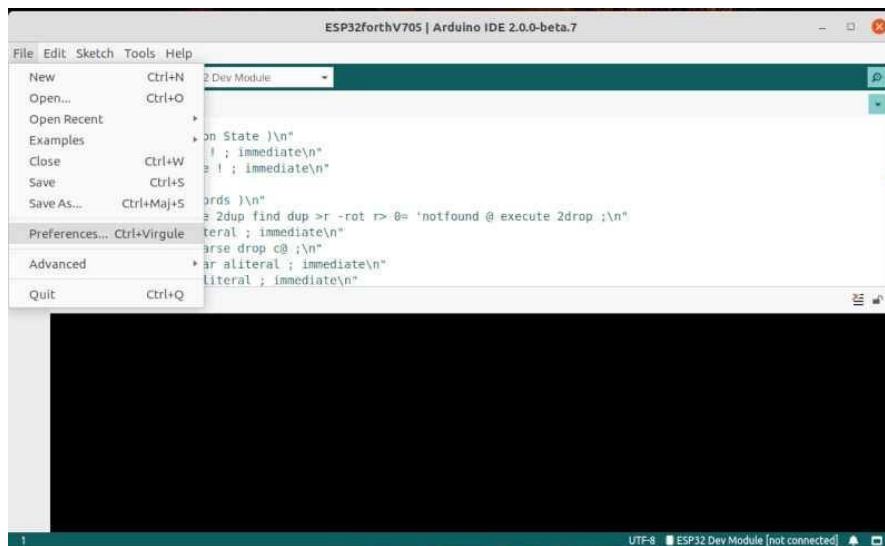 ESP32forthV705 | Arduino IDE 2.0.0-beta.7
File Edit Sketch Tools Help
New Ctrl+N
2 Dev Module
Open... Ctrl+O
Open Recent
Examples
on State )\n"
Close Ctrl+W
! ; immediate\n"
e ! ; immediate\n"
Save Ctrl+S
Save As... Ctrl+Maj+S
ords )\n"
e 2dup find dup >r -rot r> 0= 'notfound @ execute 2drop ;\n"
Preferences... Ctrl+Virgule
teral ; immediate\n"
arse drop c@ ;\n"
Advanced
ar aliteral ; immediate\n"
literal ; immediate\n"
Quit Ctrl+Q
1 UTF-8 ESP32 Dev Module [not connected]